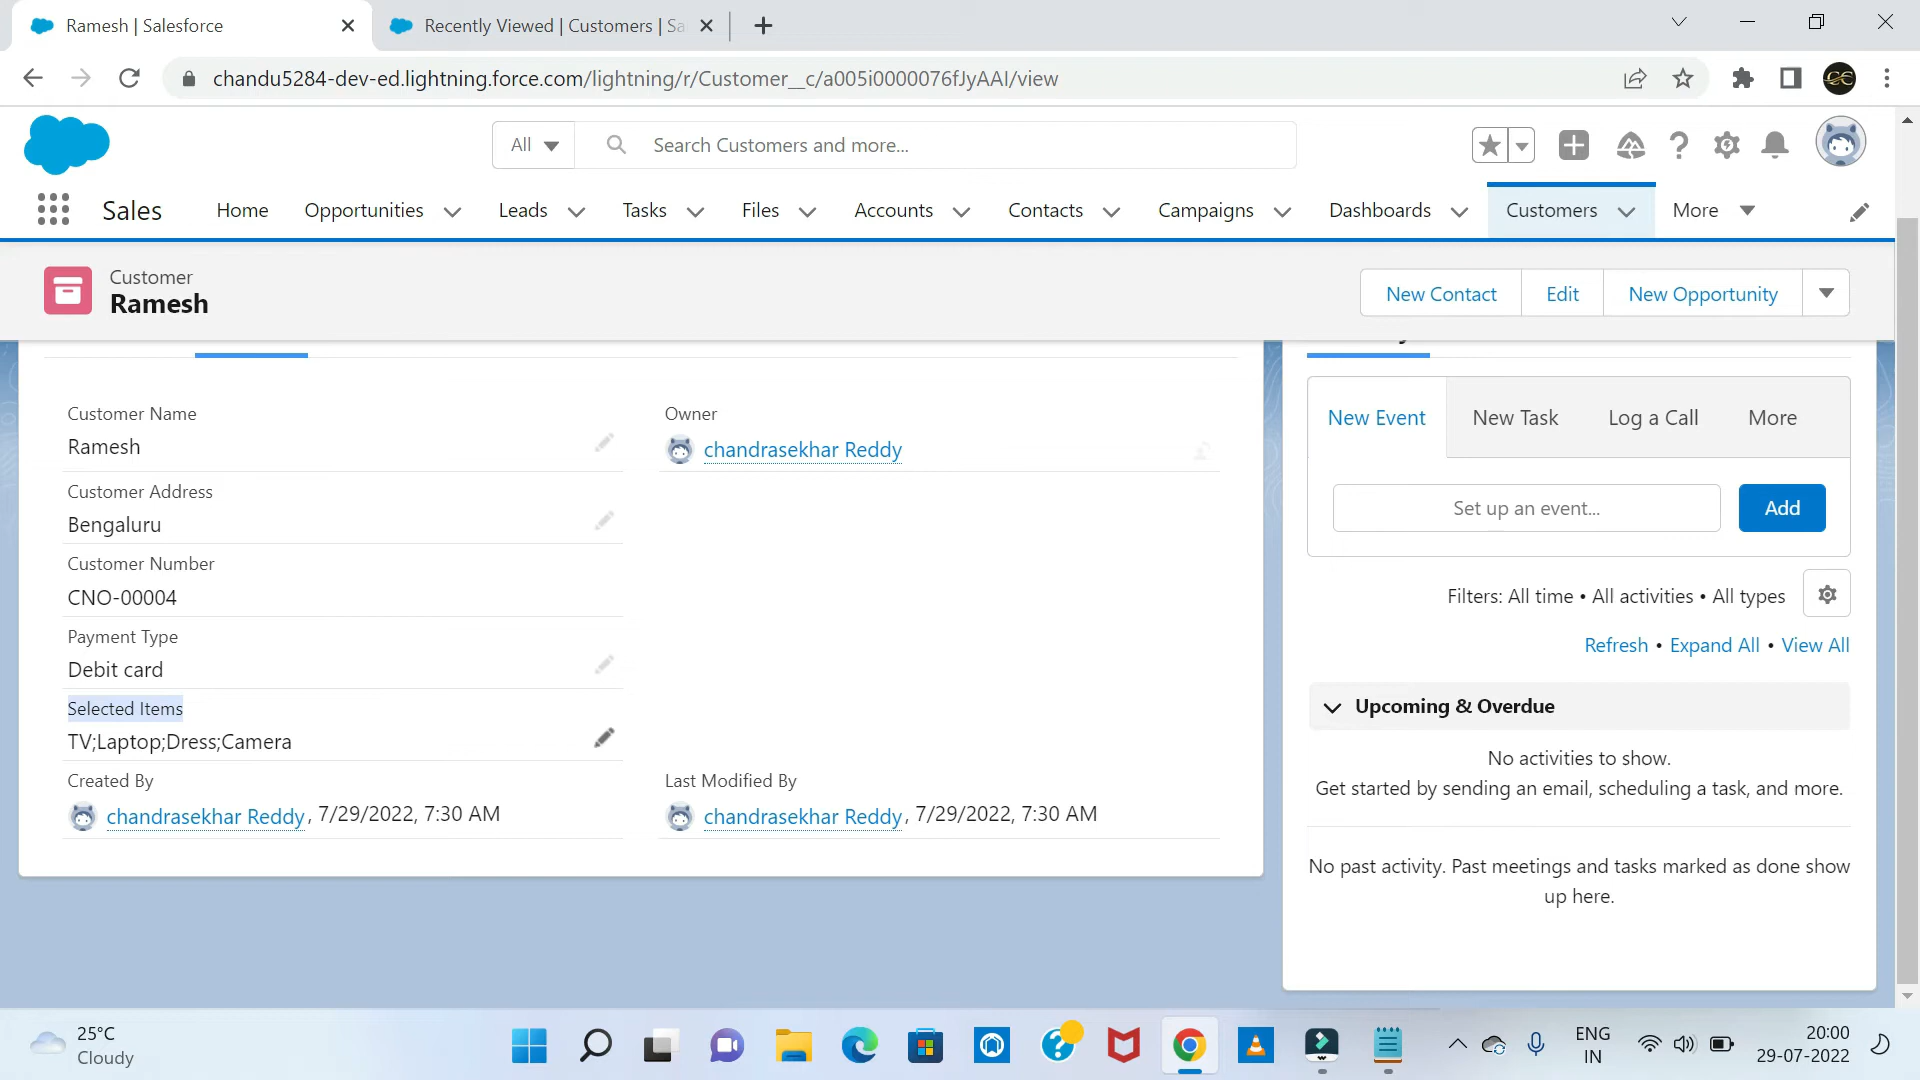 Ramesh | Salesforce
Recently Viewed | Customers | Sa
chandu5284-dev-ed.lightning.force.com/lightning/r/Customer__c/a005i0000076fJyAAI/view
All
Search Customers and more...
Sales
Home
Opportunities
Leads
Tasks
Files
Accounts
Contacts
Campaigns
Dashboards
Customers
More
Customer
Ramesh
New Contact
Edit
New Opportunity
Customer Name
Ramesh
Owner
chandrasekhar Reddy
Customer Address
Bengaluru
Customer Number
CNO-00004
Payment Type
Debit card
Selected Items
TV;Laptop;Dress;Camera
Created By
chandrasekhar Reddy, 7/29/2022, 7:30 AM
Last Modified By
chandrasekhar Reddy, 7/29/2022, 7:30 AM
New Event
New Task
Log a Call
More
Set up an event...
Add
Filters: All time • All activities • All types
Refresh • Expand All • View All
Upcoming & Overdue
No activities to show.
Get started by sending an email, scheduling a task, and more.
No past activity. Past meetings and tasks marked as done show
up here.
25°C
Cloudy
ENG
IN
20:00
29-07-2022